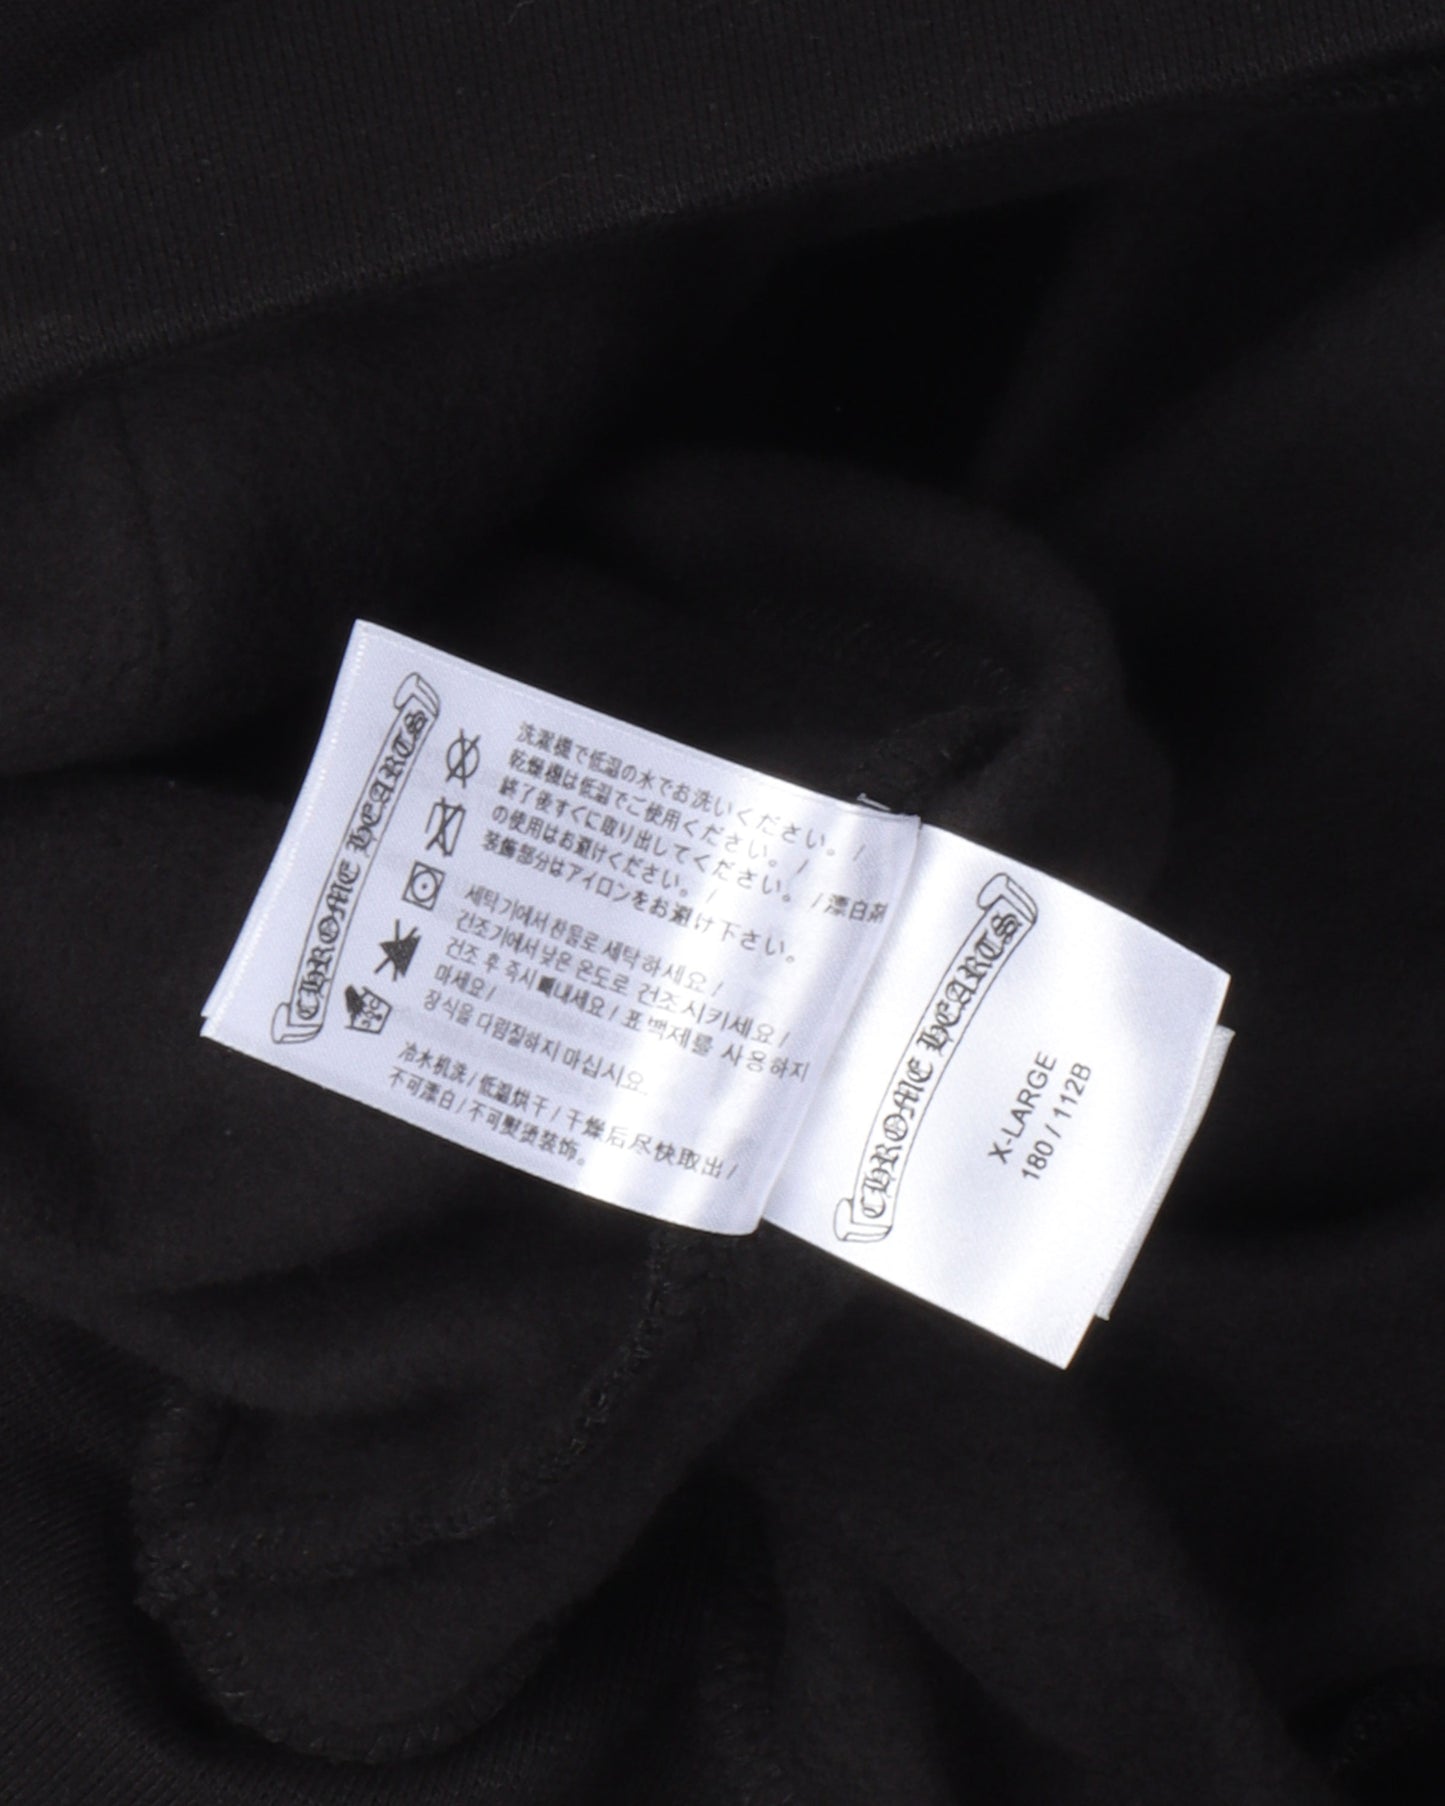 CHROME HEARTS
洗濯機で低温の水でお洗いください。 /
乾燥機は低温でご使用ください。 /
終了後すぐに取り出してください。 / 漂白剤
の使用はお避けください。 /
装飾部分はアイロンをお避け下さい。
세탁기에서 찬물로 세탁하세요 /
건조기에서 낮은 온도로 건조시키세요 /
건조 후 즉시 빼내세요 / 표백제를 사용하지
마세요 /
장식을 다림질하지 마십시요.
冷水机洗 / 低温烘干 / 干燥后尽快取出 /
不可漂白 / 不可熨烫装饰。
CHROME HEARTS
X-LARGE
180 / 112B